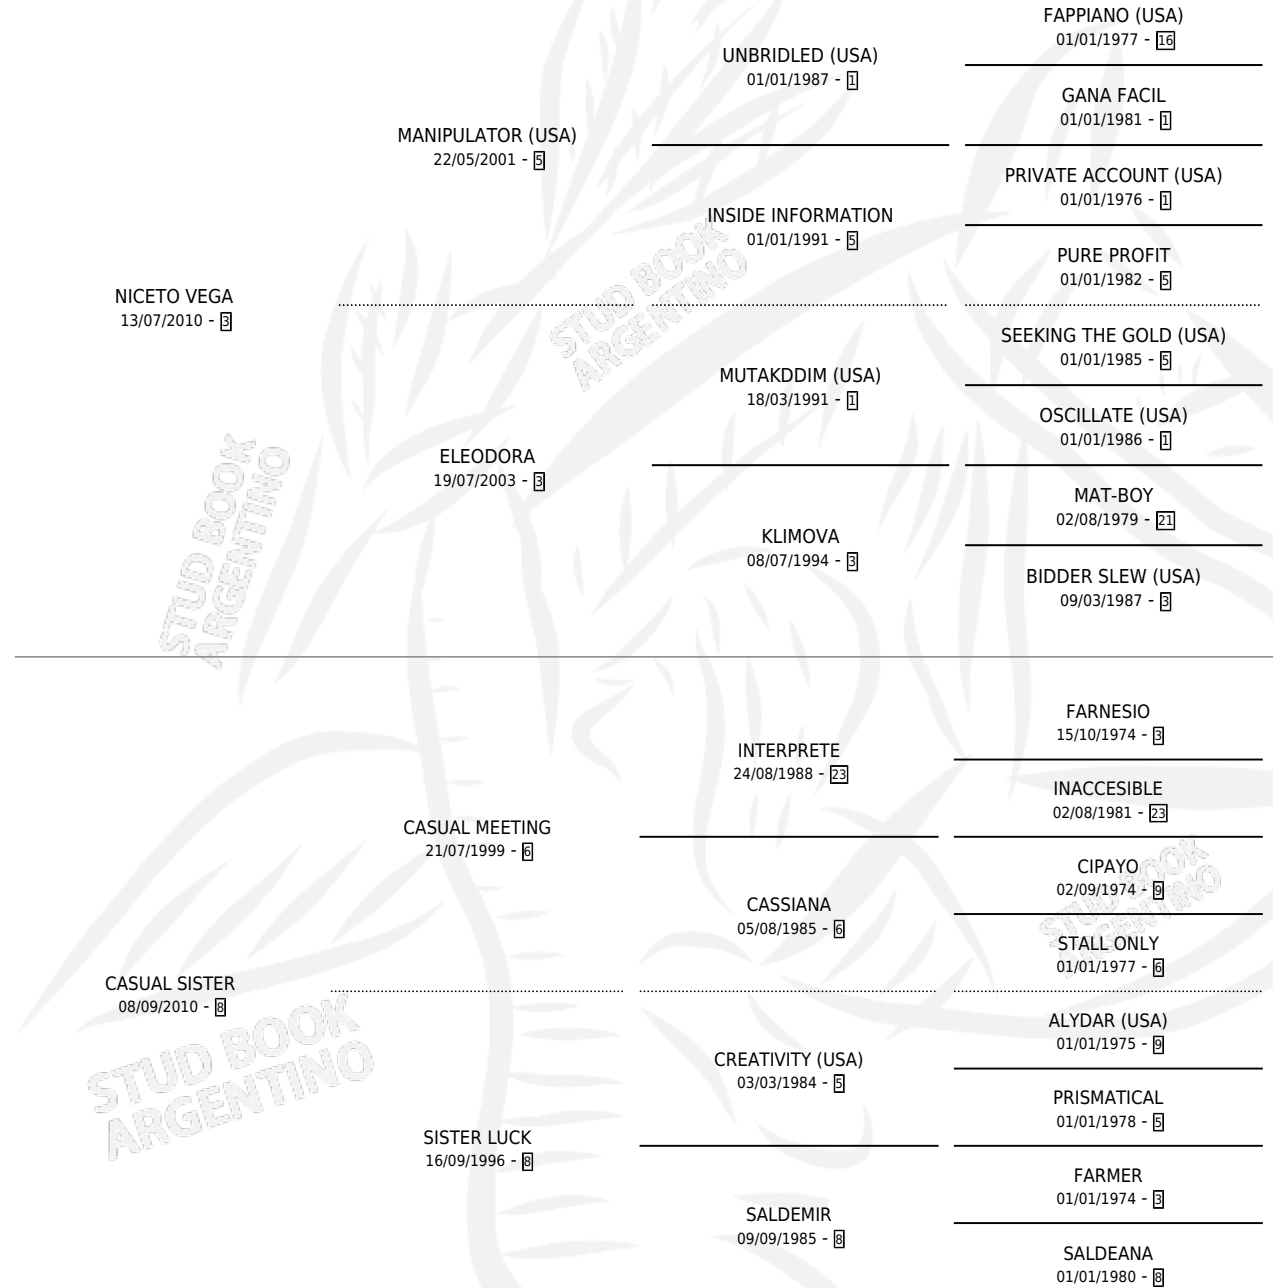 FAPPIANO (USA)
01/01/1977 - 16
UNBRIDLED (USA)
01/01/1987 - 1
GANA FACIL
01/01/1981 - 1
MANIPULATOR (USA)
22/05/2001 - 5
PRIVATE ACCOUNT (USA)
01/01/1976 - 1
INSIDE INFORMATION
01/01/1991 - 5
PURE PROFIT
01/01/1982 - 5
NICETO VEGA
13/07/2010 - 3
SEEKING THE GOLD (USA)
01/01/1985 - 5
MUTAKDDIM (USA)
18/03/1991 - 1
OSCILLATE (USA)
01/01/1986 - 1
ELEODORA
19/07/2003 - 3
MAT-BOY
02/08/1979 - 21
KLIMOVA
08/07/1994 - 3
BIDDER SLEW (USA)
09/03/1987 - 3
STUD BOOK
ARGENTINO
STUD BOOK
ARGENTINO
FARNESIO
15/10/1974 - 3
INTERPRETE
24/08/1988 - 23
INACCESIBLE
02/08/1981 - 23
CASUAL MEETING
21/07/1999 - 6
CIPAYO
02/09/1974 - 9
CASSIANA
05/08/1985 - 6
STALL ONLY
01/01/1977 - 6
CASUAL SISTER
08/09/2010 - 8
ALYDAR (USA)
01/01/1975 - 9
CREATIVITY (USA)
03/03/1984 - 5
PRISMATICAL
01/01/1978 - 5
SISTER LUCK
16/09/1996 - 8
FARMER
01/01/1974 - 3
SALDEMIR
09/09/1985 - 8
SALDEANA
01/01/1980 - 8
STUD BOOK
ARGENTINO
STUD BOOK
ARGENTINO